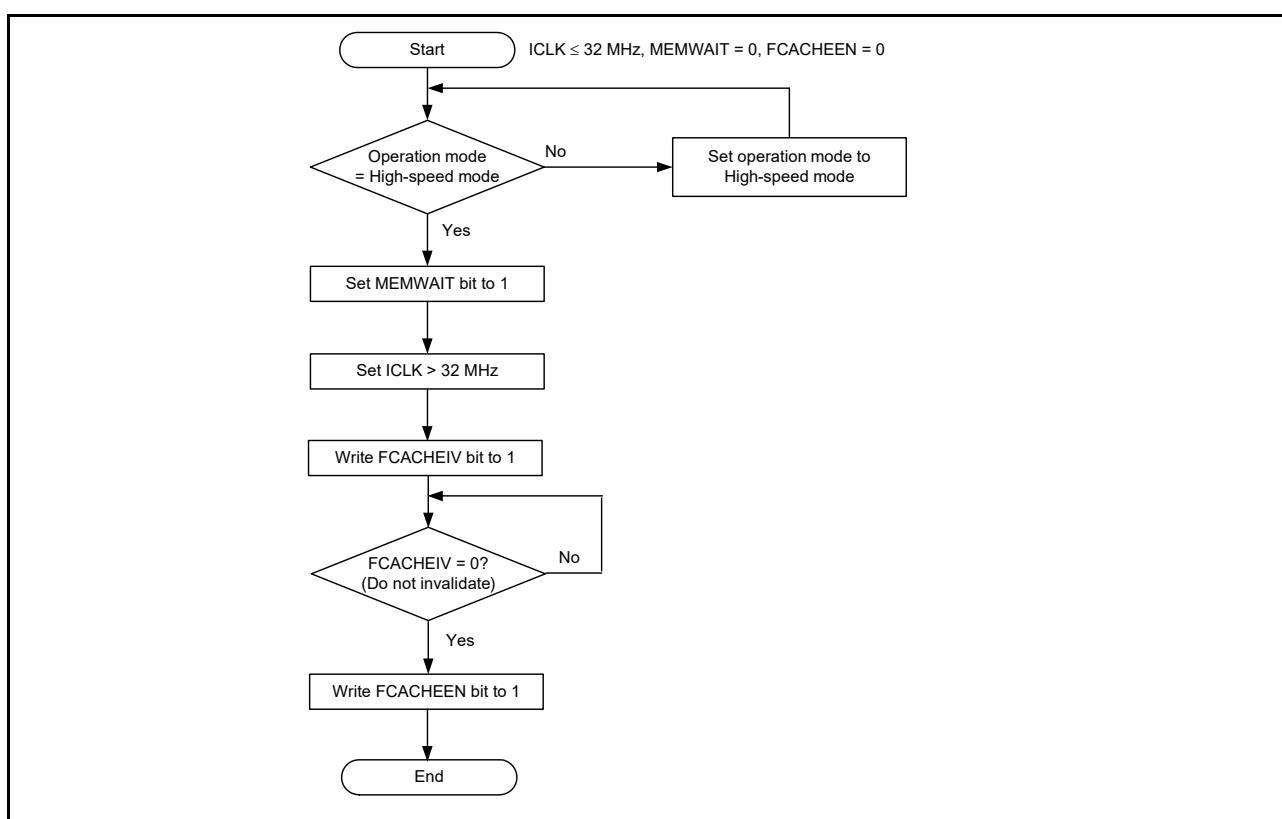 Start
ICLK ≤ 32 MHz, MEMWAIT = 0, FCACHEEN = 0
Operation mode
= High-speed mode
No
Set operation mode to
High-speed mode
Yes
Set MEMWAIT bit to 1
Set ICLK > 32 MHz
Write FCACHEIV bit to 1
FCACHEIV = 0?
(Do not invalidate)
No
Yes
Write FCACHEEN bit to 1
End